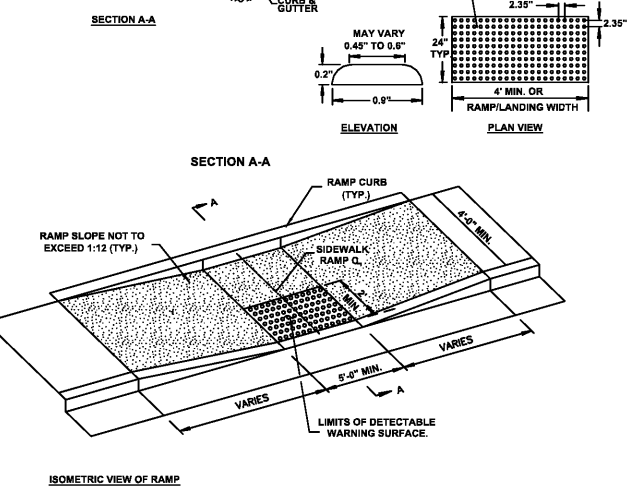 CURB &
GUTTER
SECTION A-A
2.35"
2.35"
MAY VARY
0.45" TO 0.6"
24"
TYP
0.2"
0.9"
4' MIN. OR
RAMP/LANDING WIDTH
ELEVATION
PLAN VIEW
SECTION A-A
RAMP CURB
(TYP.)
A
4'-0" MIN.
RAMP SLOPE NOT TO
EXCEED 1:12 (TYP.)
SIDEWALK
RAMP
2'
MIN.
VARIES
5'-0" MIN.
A
VARIES
LIMITS OF DETECTABLE
WARNING SURFACE.
ISOMETRIC VIEW OF RAMP